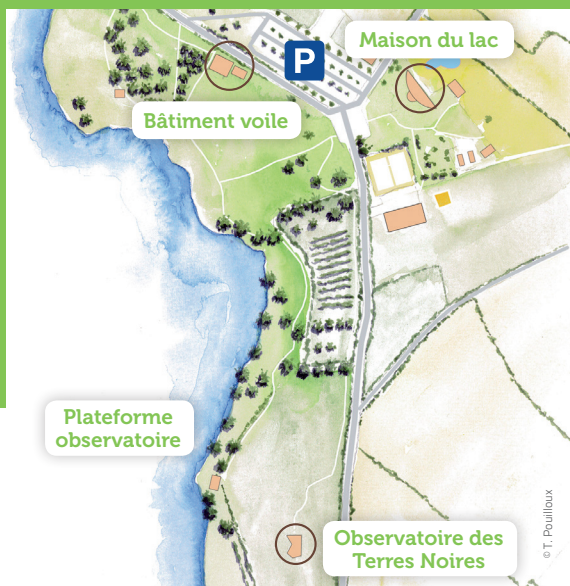 P
Maison du lac
Bâtiment voile
Plateforme
observatoire
Observatoire des
Terres Noires
© T. Pouilloux